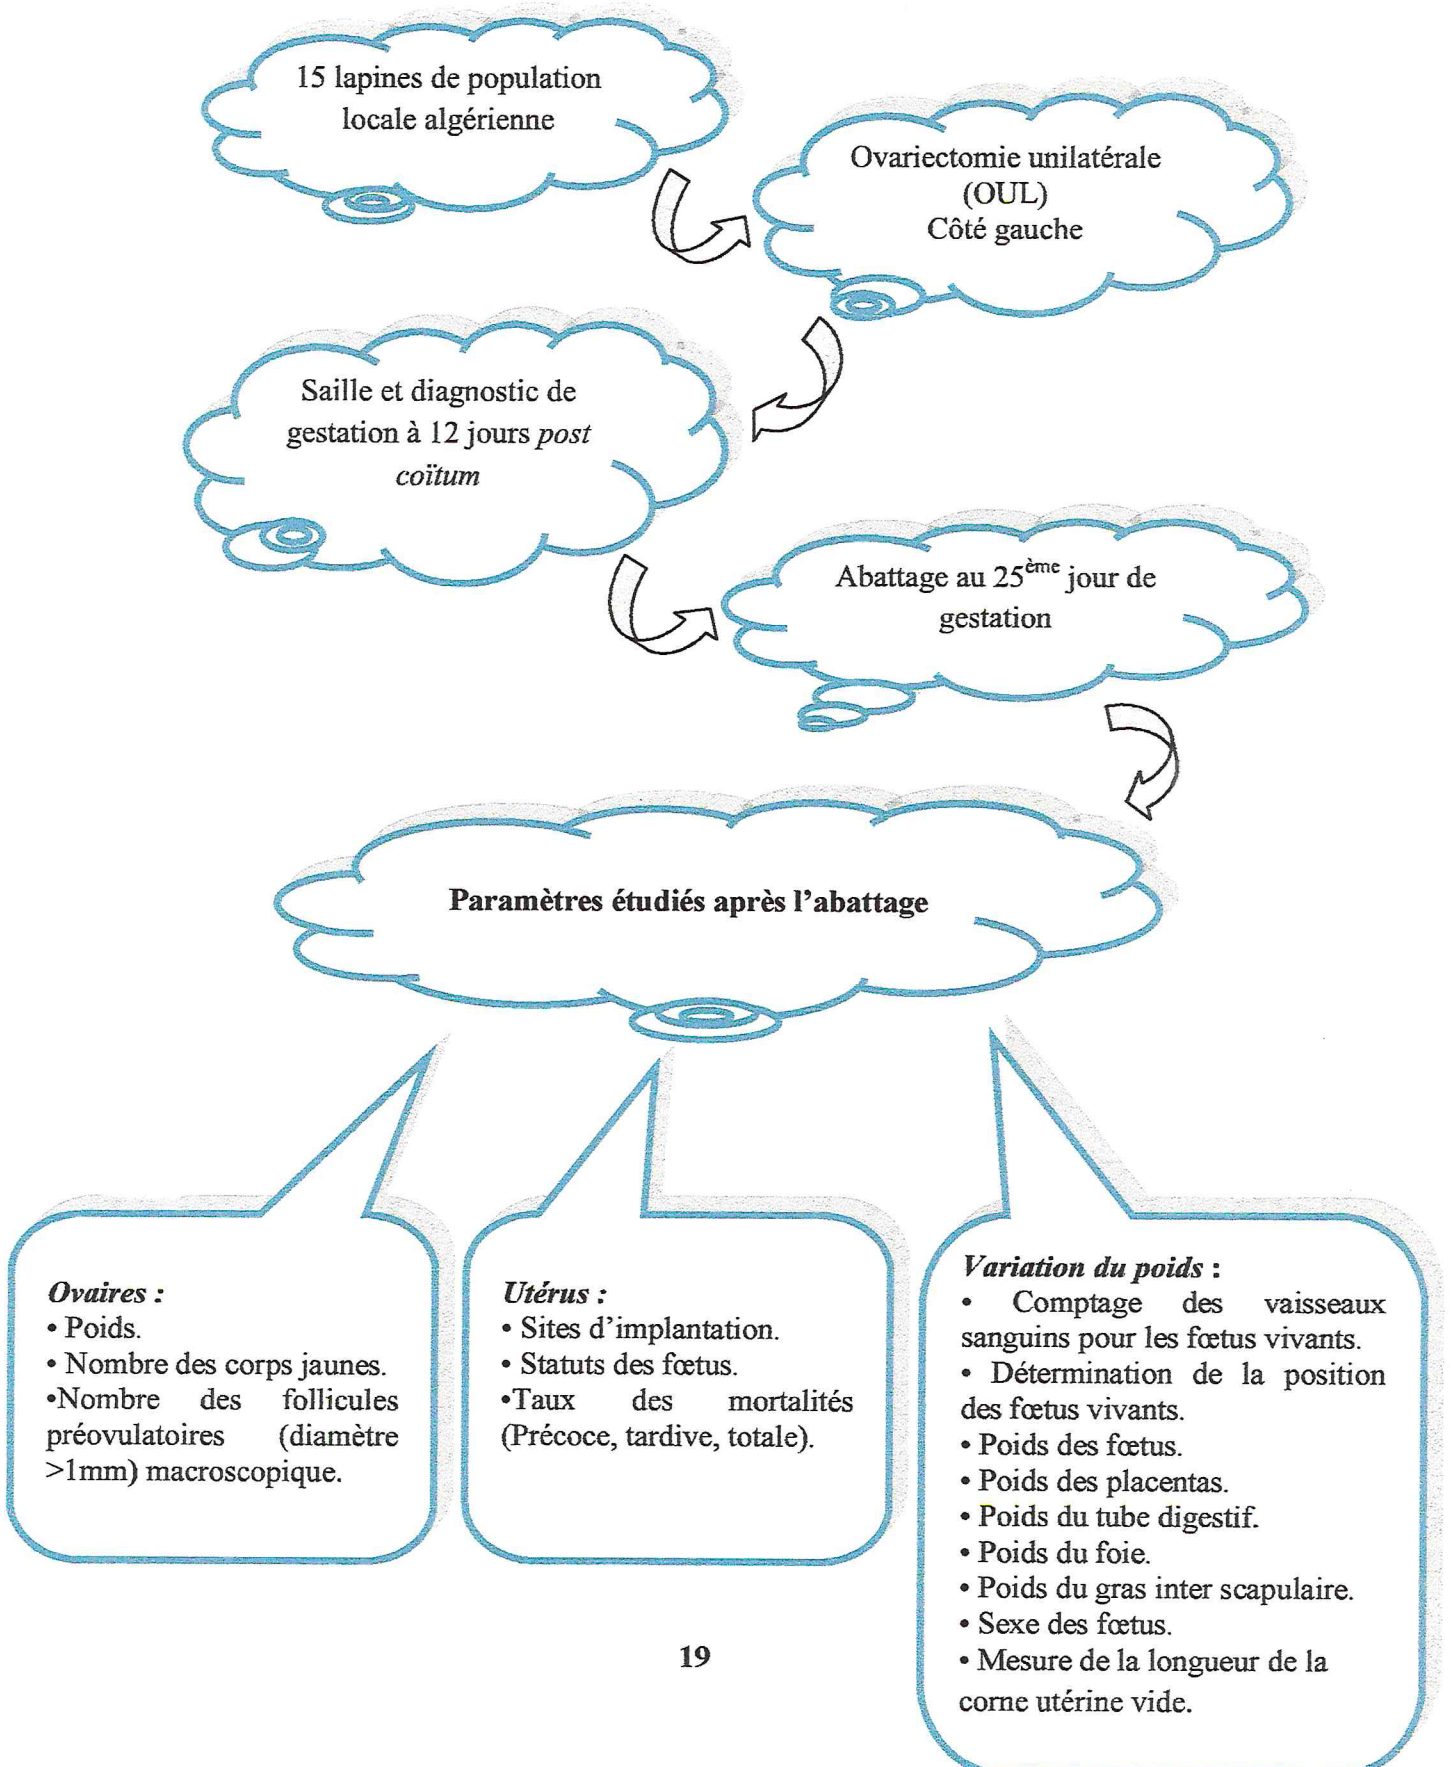 15 lapines de population
locale algérienne
Ovariectomie unilatérale
(OUL)
Côté gauche
Saille et diagnostic de
gestation à 12 jours post
coïtum
Abattage au 25ème jour de
gestation
Paramètres étudiés après l’abattage
Ovaires :
• Poids.
• Nombre des corps jaunes.
•Nombre des follicules
préovulatoires (diamètre
>1mm) macroscopique.
Utérus :
• Sites d’implantation.
• Statuts des fœtus.
•Taux des mortalités
(Précoce, tardive, totale).
Variation du poids :
• Comptage des vaisseaux
sanguins pour les fœtus vivants.
• Détermination de la position
des fœtus vivants.
• Poids des fœtus.
• Poids des placentas.
• Poids du tube digestif.
• Poids du foie.
• Poids du gras inter scapulaire.
• Sexe des fœtus.
• Mesure de la longueur de la
corne utérine vide.
19